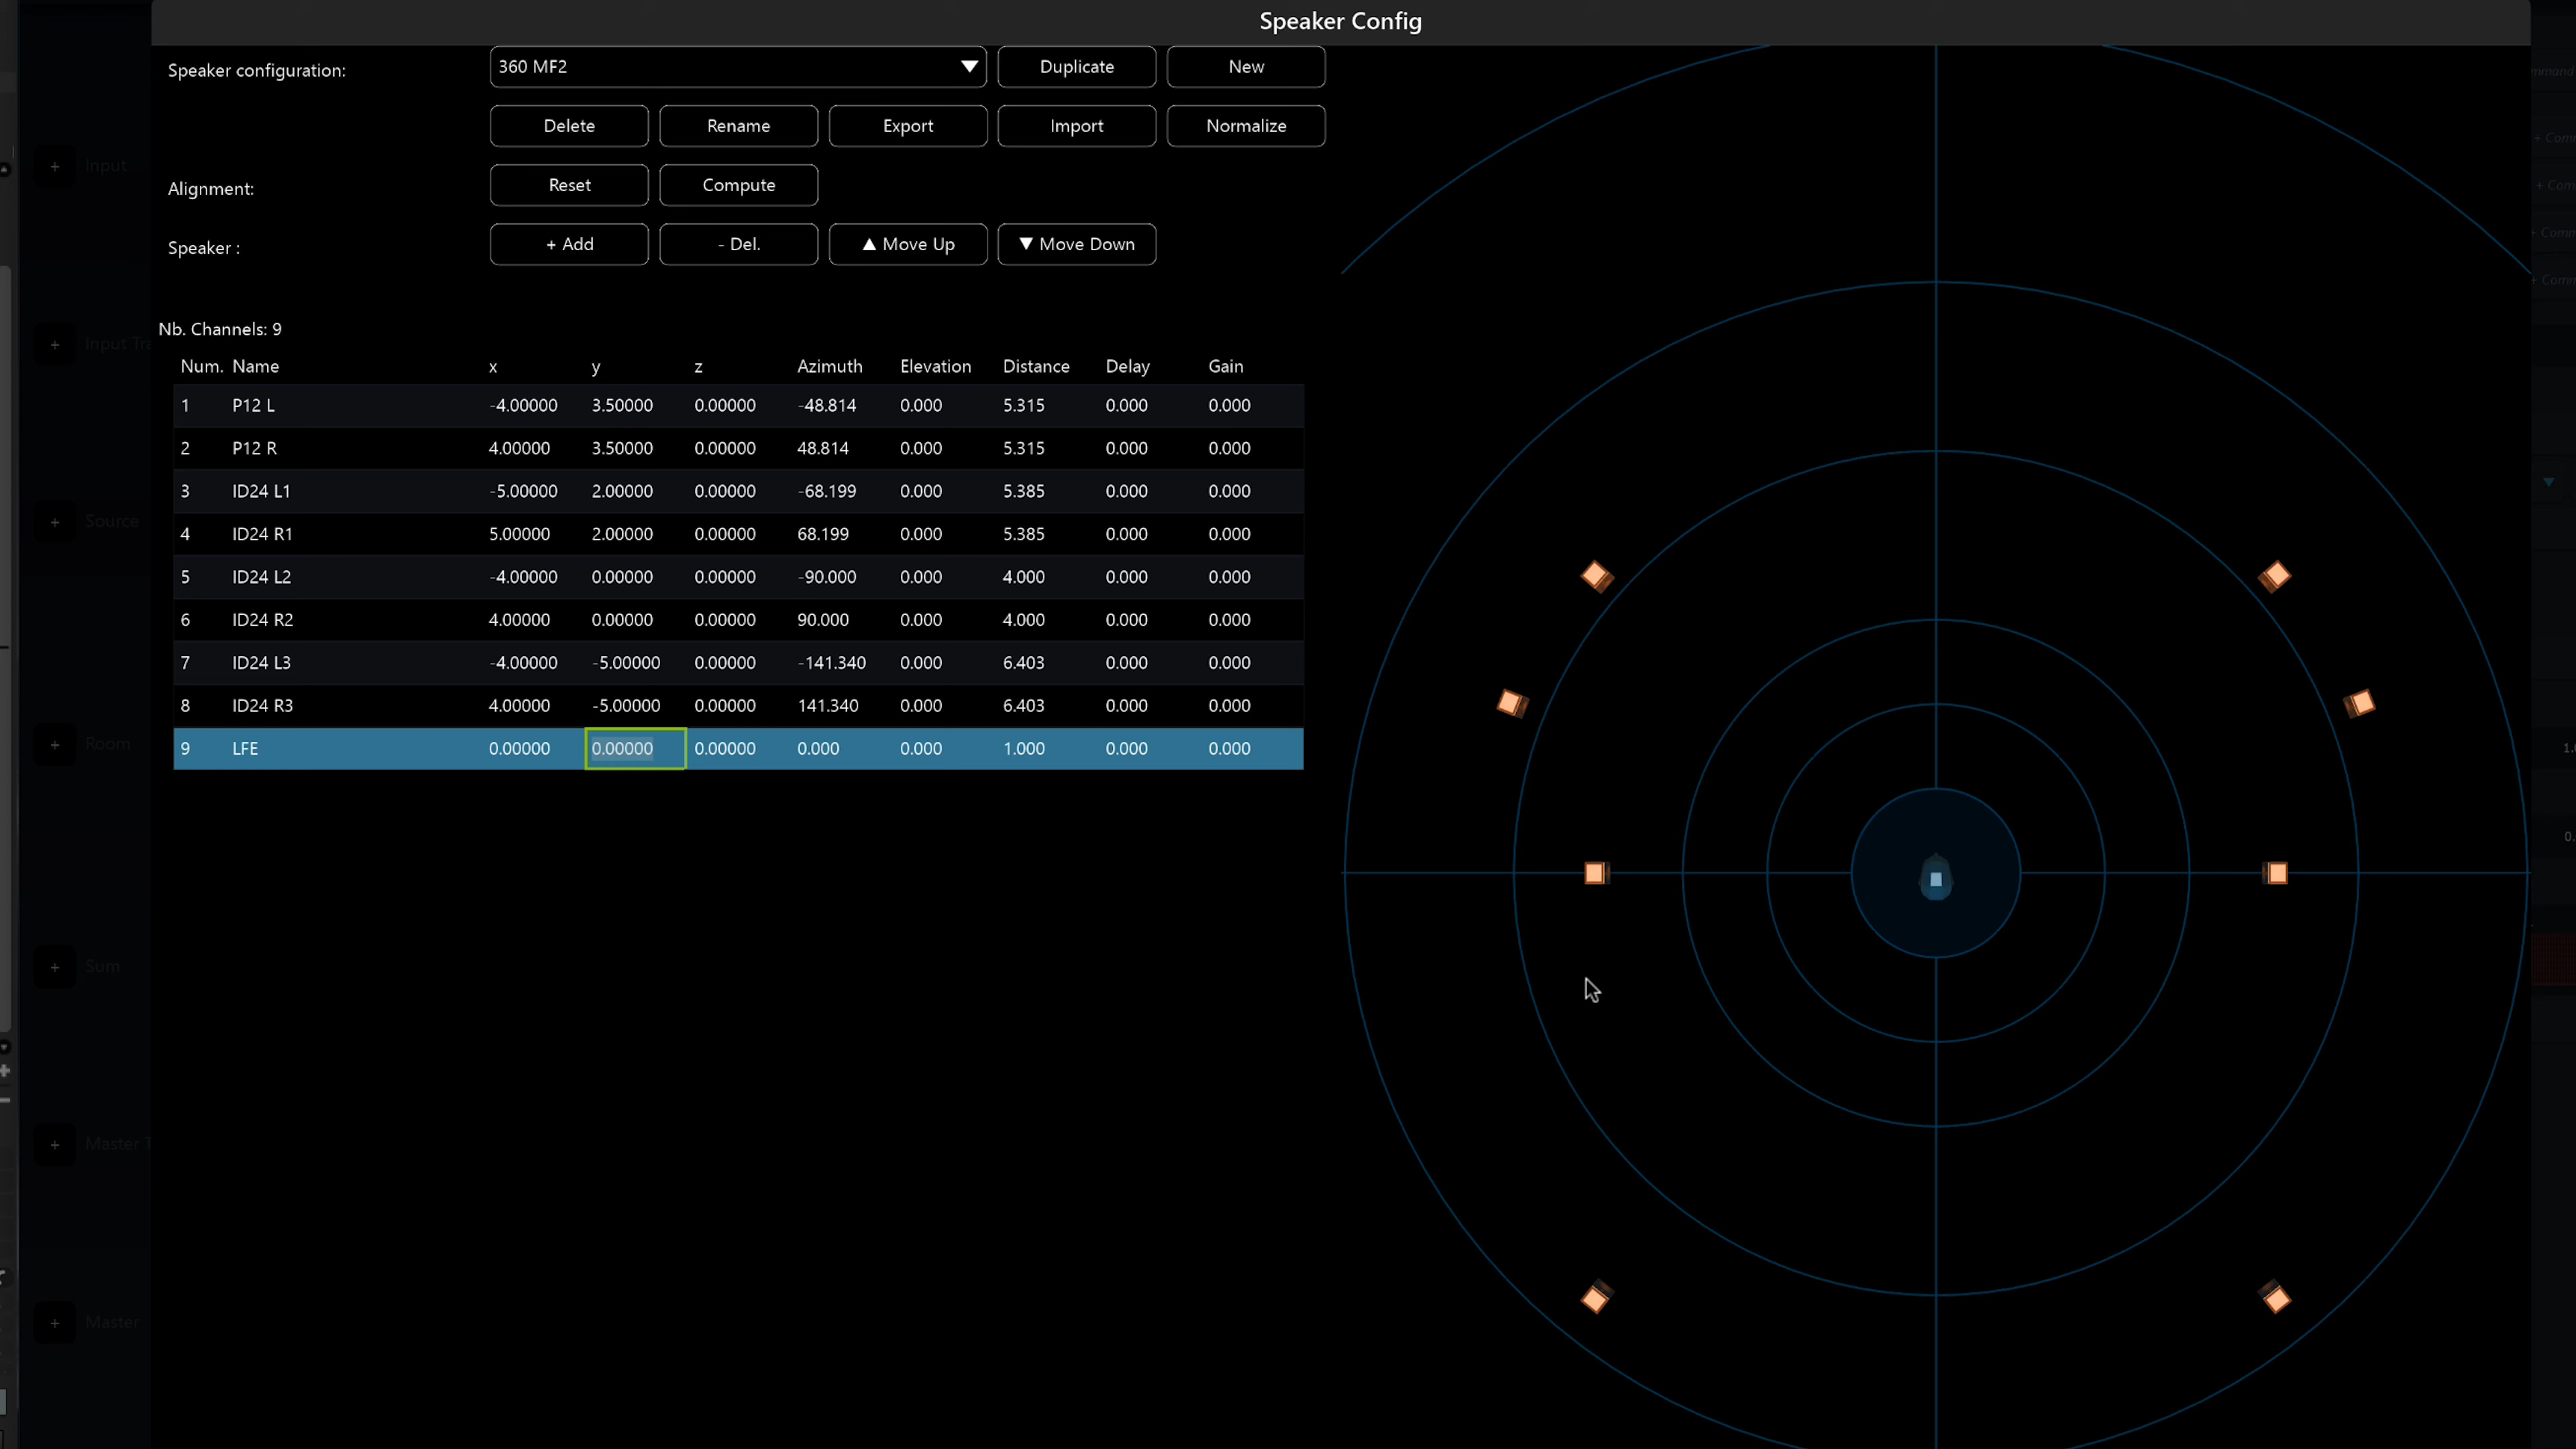 Speaker Config
Speaker configuration: 360 MF2 ▼ Duplicate New
Delete Rename Export Import Normalize
Alignment: Reset Compute
Speaker : + Add - Del. ▲ Move Up ▼ Move Down
Nb. Channels: 9
Num. Name x y z Azimuth Elevation Distance Delay Gain
1 P12 L -4.00000 3.50000 0.00000 -48.814 0.000 5.315 0.000 0.000
2 P12 R 4.00000 3.50000 0.00000 48.814 0.000 5.315 0.000 0.000
3 ID24 L1 -5.00000 2.00000 0.00000 -68.199 0.000 5.385 0.000 0.000
4 ID24 R1 5.00000 2.00000 0.00000 68.199 0.000 5.385 0.000 0.000
5 ID24 L2 -4.00000 0.00000 0.00000 -90.000 0.000 4.000 0.000 0.000
6 ID24 R2 4.00000 0.00000 0.00000 90.000 0.000 4.000 0.000 0.000
7 ID24 L3 -4.00000 -5.00000 0.00000 -141.340 0.000 6.403 0.000 0.000
8 ID24 R3 4.00000 -5.00000 0.00000 141.340 0.000 6.403 0.000 0.000
9 LFE 0.00000 0.00000 0.00000 0.000 0.000 1.000 0.000 0.000
+ Input
+ Input Tra
+ Source
+ Room
+ Sum
+ Master T
+ Master